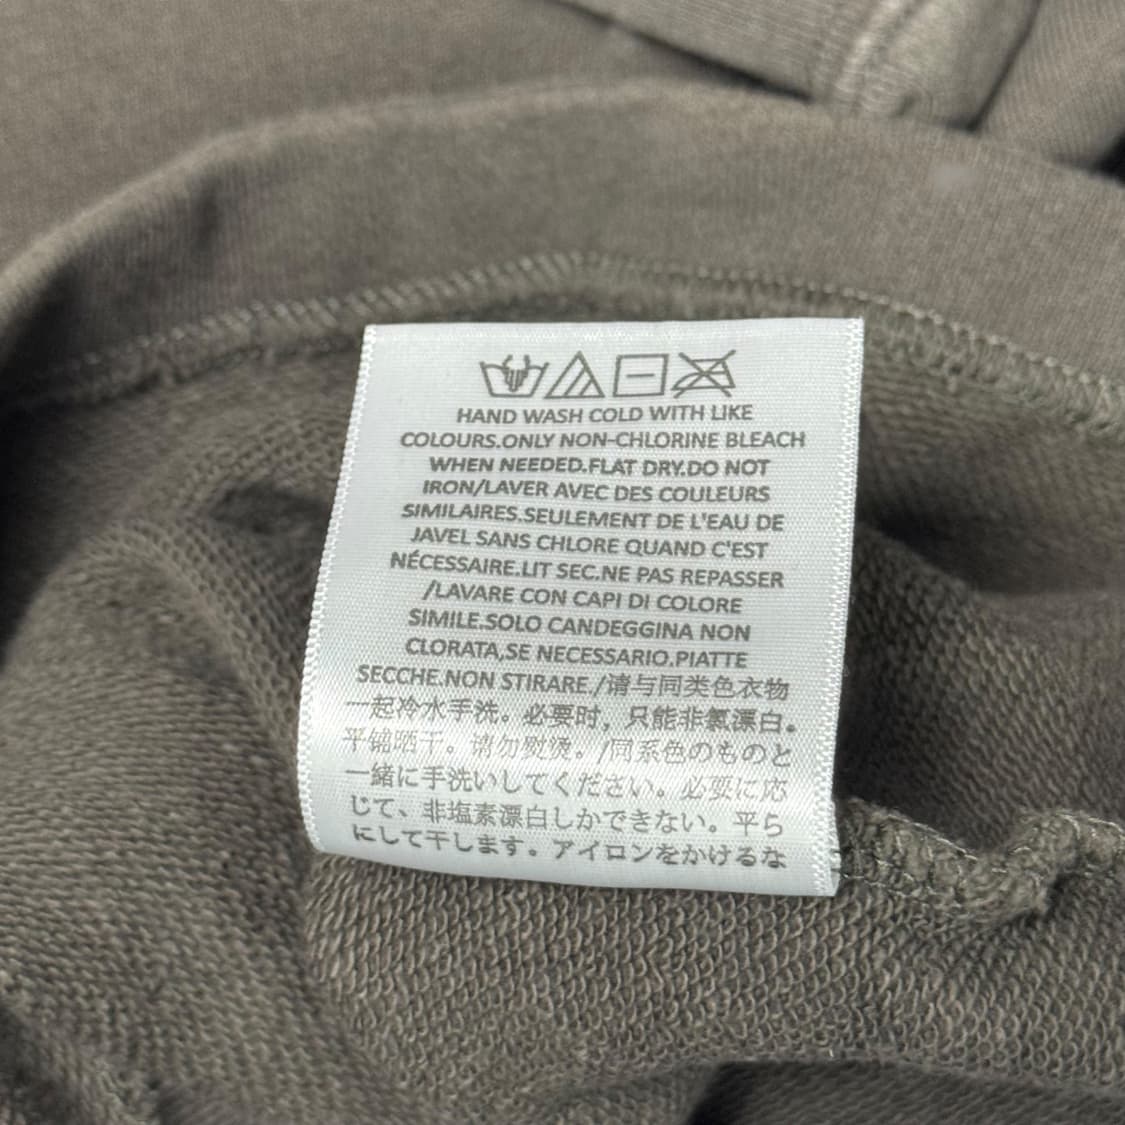 HAND WASH COLD WITH LIKE
COLOURS.ONLY NON-CHLORINE BLEACH
WHEN NEEDED.FLAT DRY.DO NOT
IRON/LAVER AVEC DES COULEURS
SIMILAIRES.SEULEMENT DE L'EAU DE
JAVEL SANS CHLORE QUAND C'EST
NÉCESSAIRE.LIT SEC.NE PAS REPASSER
/LAVARE CON CAPI DI COLORE
SIMILE.SOLO CANDEGGINA NON
CLORATA,SE NECESSARIO.PIATTE
SECCHE.NON STIRARE./请与同类色衣物
一起冷水手洗。必要时，只能非氯漂白。
平铺晒干。请勿熨烫。/同系色のものと
一緒に手洗いしてください。必要に応
じて、非塩素漂白しかできない。平ら
にして干します。アイロンをかけるな